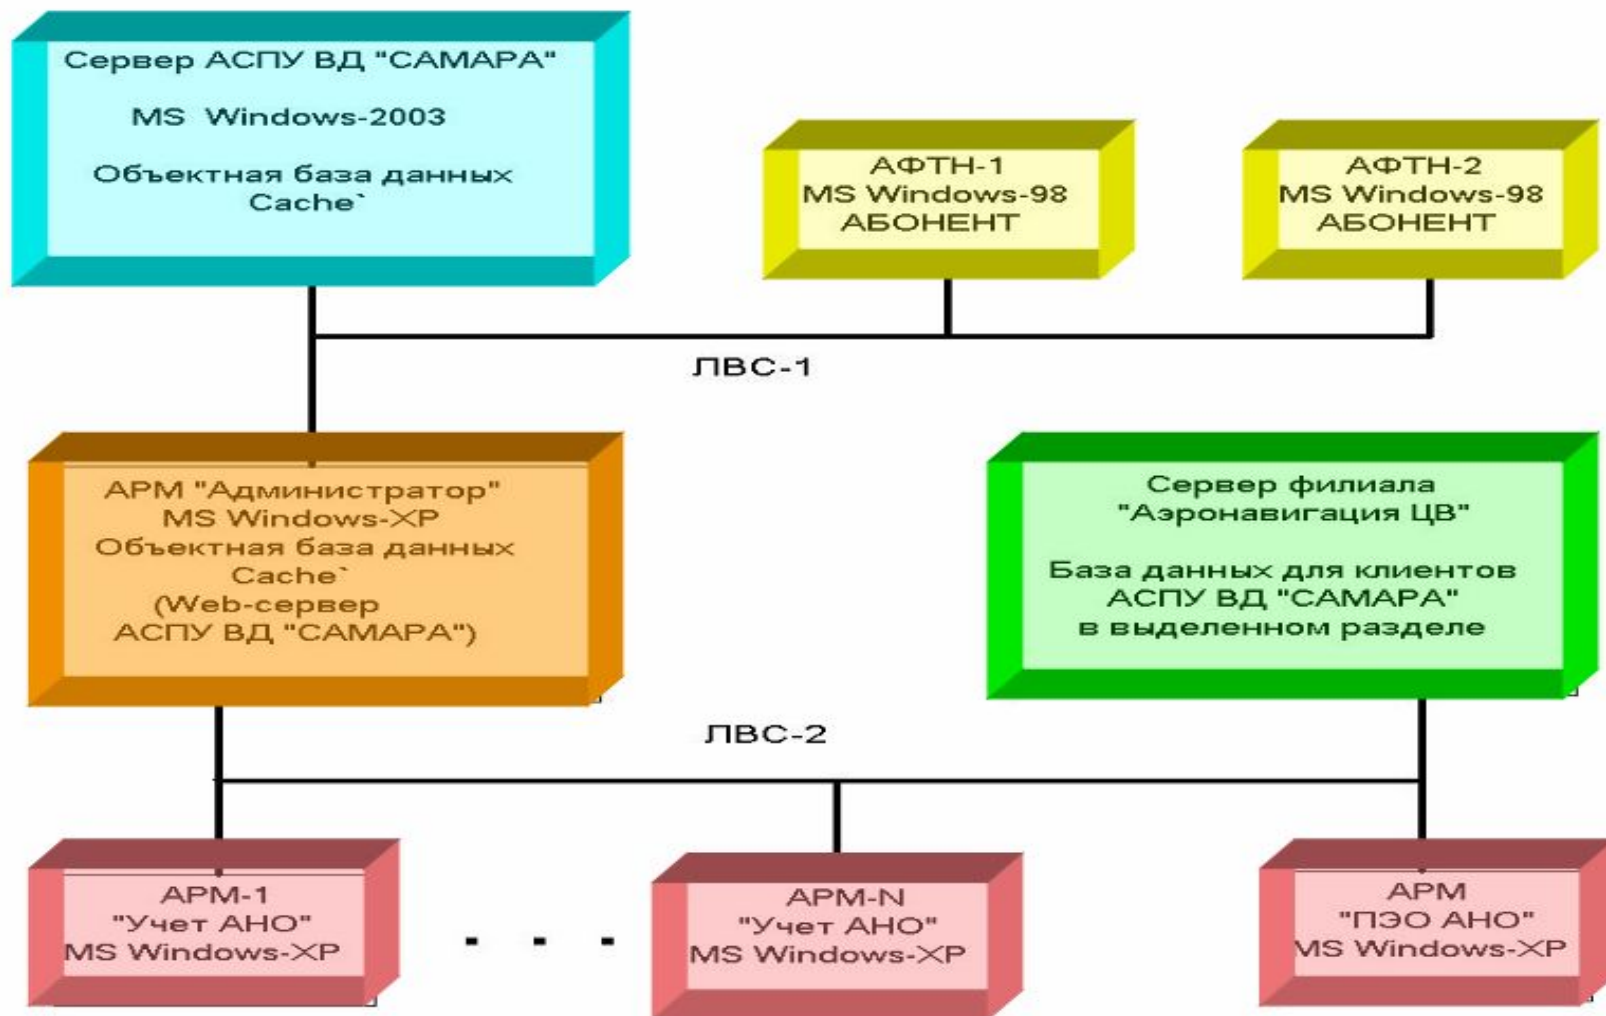 Сервер АСПУ ВД "САМАРА"
MS Windows-2003
Объектная база данных
Cache`
АФТН-1
MS Windows-98
АБОНЕНТ
АФТН-2
MS Windows-98
АБОНЕНТ
ЛВС-1
АРМ "Администратор"
MS Windows-XP
Объектная база данных
Cache`
(Web-сервер
АСПУ ВД "САМАРА")
Сервер филиала
"Аэронавигация ЦВ"
База данных для клиентов
АСПУ ВД "САМАРА"
в выделенном разделе
ЛВС-2
АРМ-1
"Учет АНО"
MS Windows-XP
. . .
АРМ-N
"Учет АНО"
MS Windows-XP
АРМ
"ПЭО АНО"
MS Windows-XP